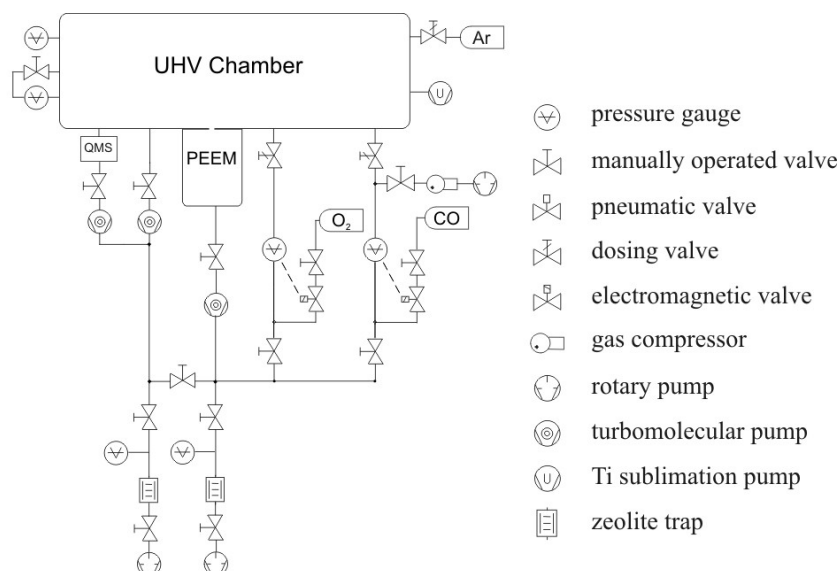 UHV Chamber
Ar
QMS
PEEM
O₂
CO
U
pressure gauge
manually operated valve
pneumatic valve
dosing valve
electromagnetic valve
gas compressor
rotary pump
turbomolecular pump
U
Ti sublimation pump
zeolite trap